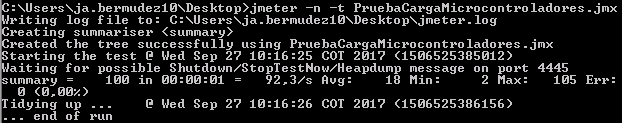 C:\Users\ja.bermudez10\Desktop>jmeter -n -t PruebaCargaMicrocontroladores.jmx
Writing log file to: C:\Users\ja.bermudez10\Desktop\jmeter.log
Creating summariser <summary>
Created the tree successfully using PruebaCargaMicrocontroladores.jmx
Starting the test @ Wed Sep 27 10:16:25 COT 2017 (1506525385012)
Waiting for possible Shutdown/StopTestNow/Heapdump message on port 4445
summary =    100 in 00:00:01 =   92,3/s Avg:    18 Min:     2 Max:   105 Err:
  0 (0,00%)
Tidying up ...    @ Wed Sep 27 10:16:26 COT 2017 (1506525386156)
... end of run